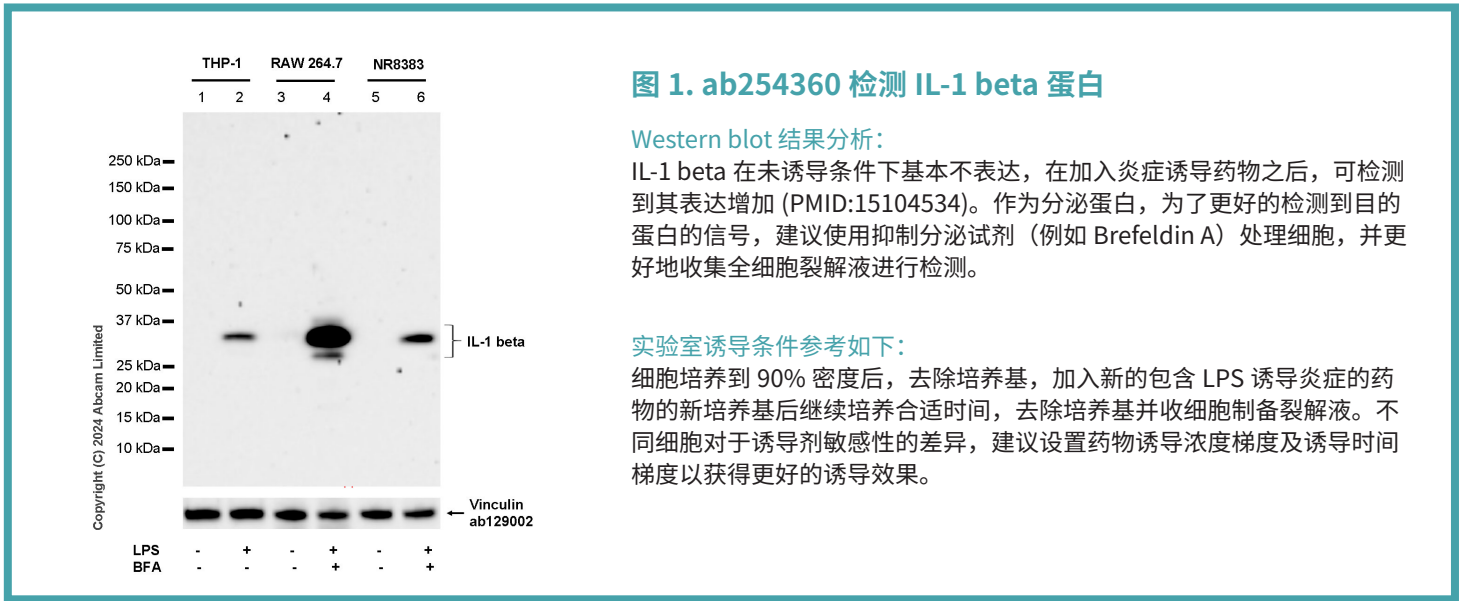 THP-1 RAW 264.7 NR8383
1 2 3 4 5 6
250 kDa
150 kDa
100 kDa
75 kDa
50 kDa
37 kDa
25 kDa
20 kDa
15 kDa
10 kDa
IL-1 beta
Copyright (C) 2024 Abcam Limited
Vinculin
ab129002
LPS - + - + - +
BFA - - - + - +
图 1. ab254360 检测 IL-1 beta 蛋白
Western blot 结果分析：
IL-1 beta 在未诱导条件下基本不表达，在加入炎症诱导药物之后，可检测
到其表达增加 (PMID:15104534)。作为分泌蛋白，为了更好的检测到目的
蛋白的信号，建议使用抑制分泌试剂（例如 Brefeldin A）处理细胞，并更
好地收集全细胞裂解液进行检测。
实验室诱导条件参考如下：
细胞培养到 90% 密度后，去除培养基，加入新的包含 LPS 诱导炎症的药
物的新培养基后继续培养合适时间，去除培养基并收细胞制备裂解液。不
同细胞对于诱导剂敏感性的差异，建议设置药物诱导浓度梯度及诱导时间
梯度以获得更好的诱导效果。